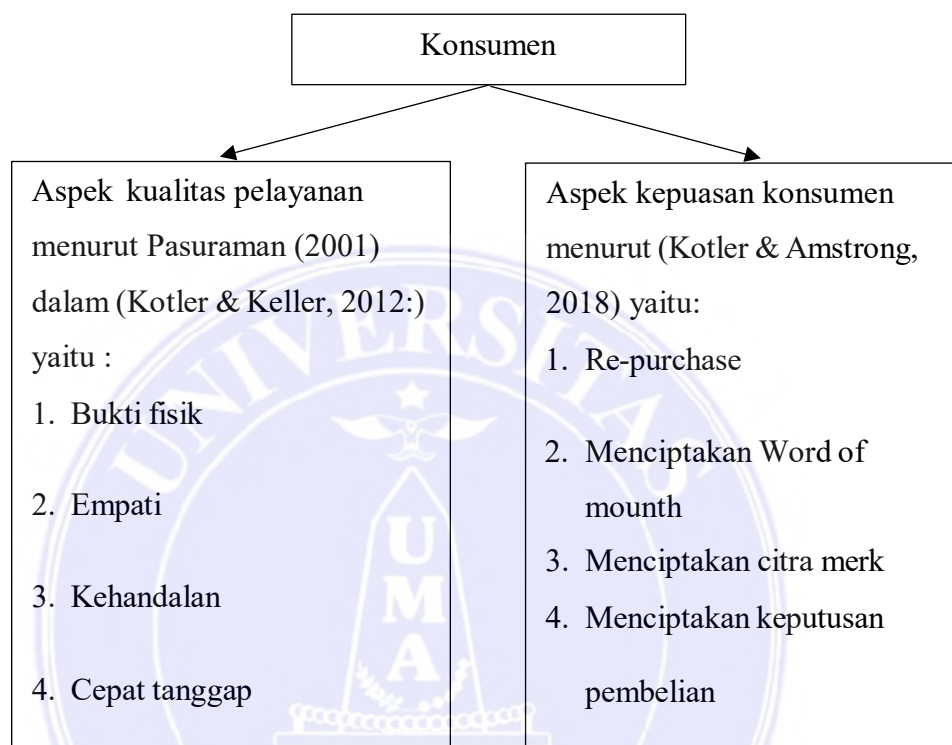 Konsumen
Aspek kualitas pelayanan
menurut Pasuraman (2001)
dalam (Kotler & Keller, 2012:)
yaitu :
1. Bukti fisik
2. Empati
3. Kehandalan
4. Cepat tanggap
Aspek kepuasan konsumen
menurut (Kotler & Amstrong,
2018) yaitu:
1. Re-purchase
2. Menciptakan Word of
mounth
3. Menciptakan citra merk
4. Menciptakan keputusan
pembelian
UNIVERSITAS
UMA